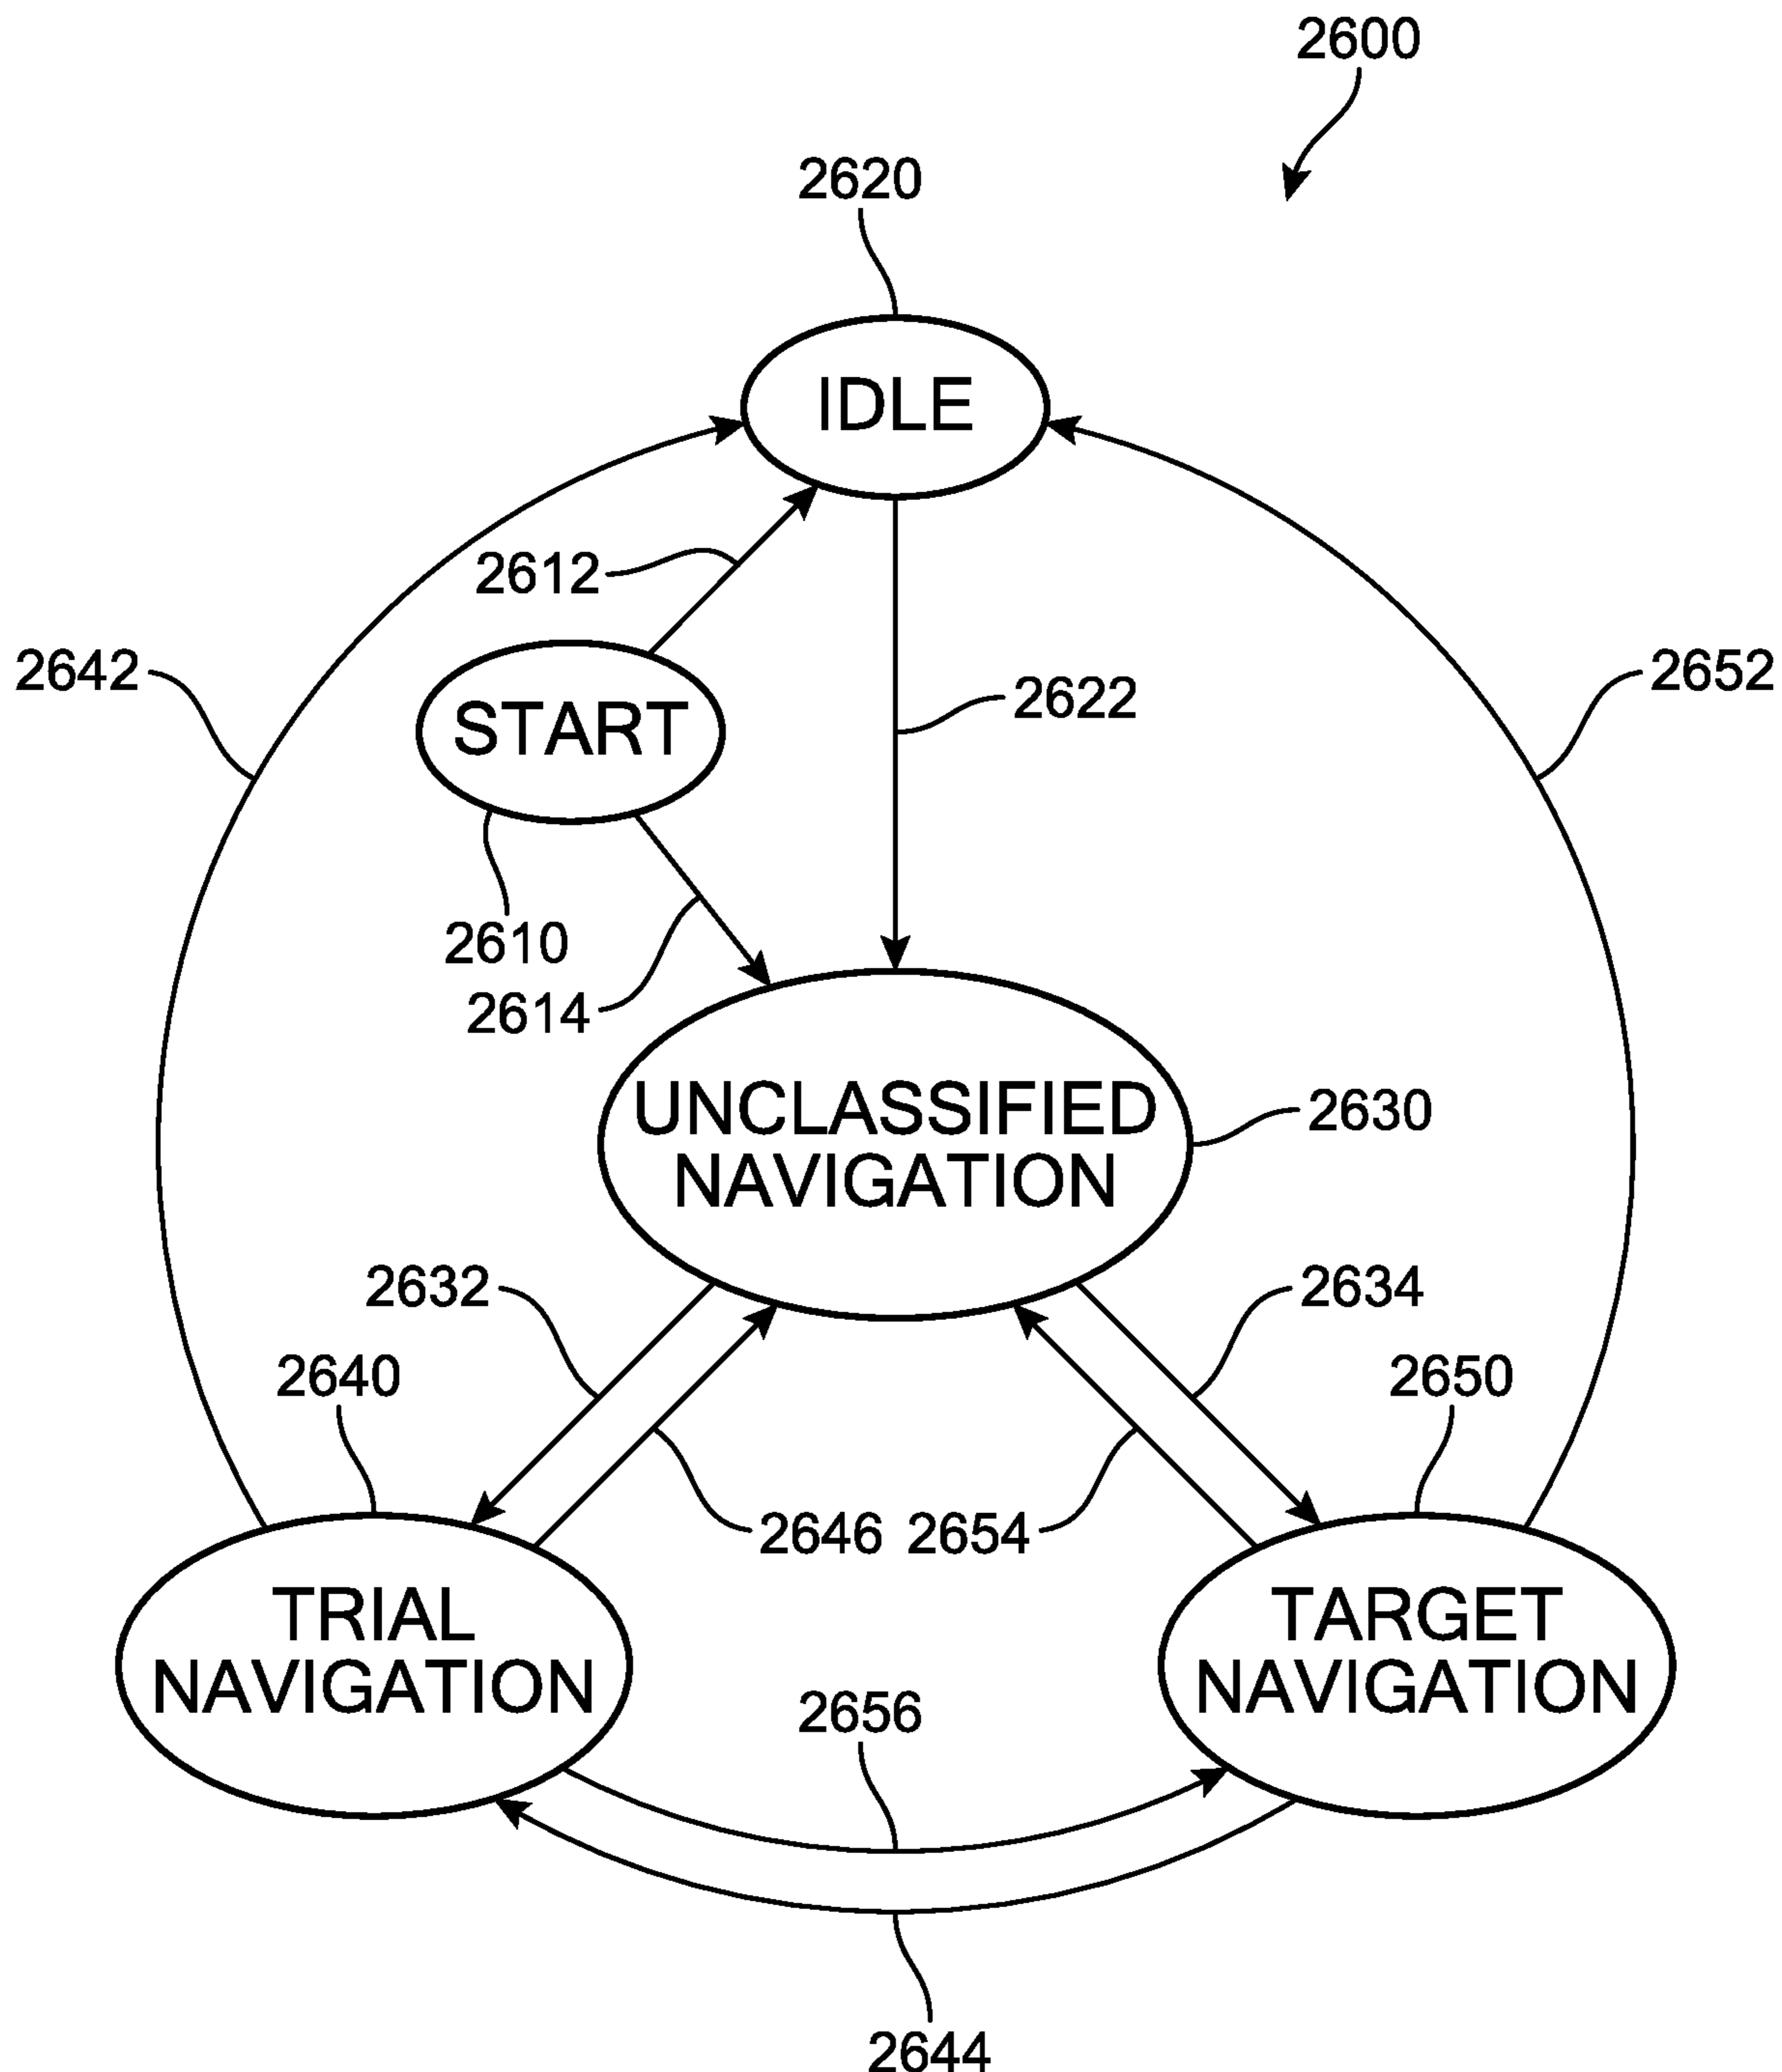 2600
2620
IDLE
2612
2642
2652
2622
START
2610
2614
UNCLASSIFIED
NAVIGATION
2630
2632
2634
2640
2650
2646
2654
TRIAL
NAVIGATION
TARGET
NAVIGATION
2656
2644